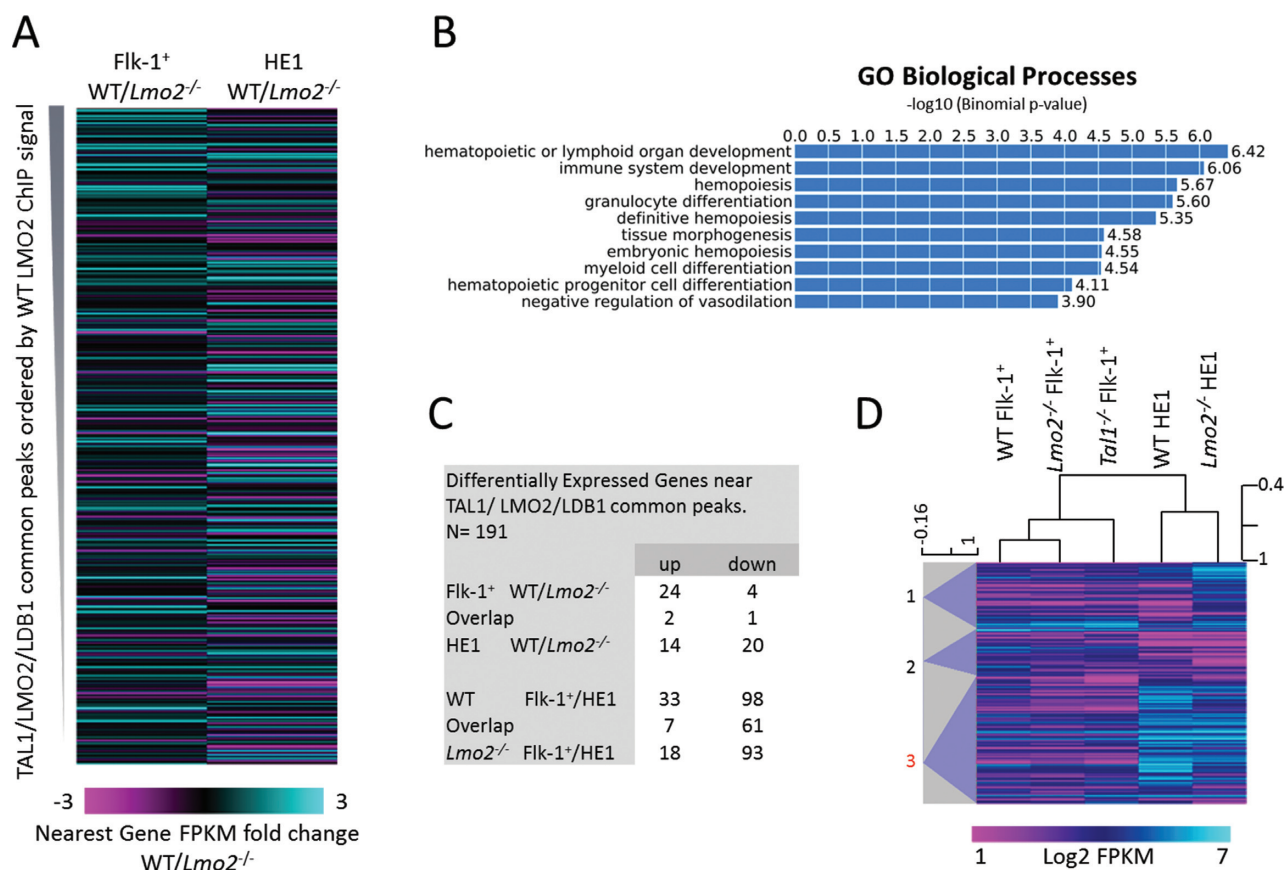 A
Flk-1⁺ HE1
WT/Lmo2⁻/⁻ WT/Lmo2⁻/⁻
TAL1/LMO2/LDB1 common peaks ordered by WT LMO2 ChIP signal
-3 3
Nearest Gene FPKM fold change
WT/Lmo2⁻/⁻
B
GO Biological Processes
-log10 (Binomial p-value)
0.0 0.5 1.0 1.5 2.0 2.5 3.0 3.5 4.0 4.5 5.0 5.5 6.0
hematopoietic or lymphoid organ development 6.42
immune system development 6.06
hemopoiesis 5.67
granulocyte differentiation 5.60
definitive hemopoiesis 5.35
tissue morphogenesis 4.58
embryonic hemopoiesis 4.55
myeloid cell differentiation 4.54
hematopoietic progenitor cell differentiation 4.11
negative regulation of vasodilation 3.90
C
Differentially Expressed Genes near
TAL1/ LMO2/LDB1 common peaks.
N= 191
up down
Flk-1⁺ WT/Lmo2⁻/⁻ 24 4
Overlap 2 1
HE1 WT/Lmo2⁻/⁻ 14 20
WT Flk-1⁺/HE1 33 98
Overlap 7 61
Lmo2⁻/⁻ Flk-1⁺/HE1 18 93
D
WT Flk-1⁺
Lmo2⁻/⁻ Flk-1⁺
Tal1⁻/⁻ Flk-1⁺
WT HE1
Lmo2⁻/⁻ HE1
-0.4
1
-0.16
1
1
2
3
1 Log2 FPKM 7